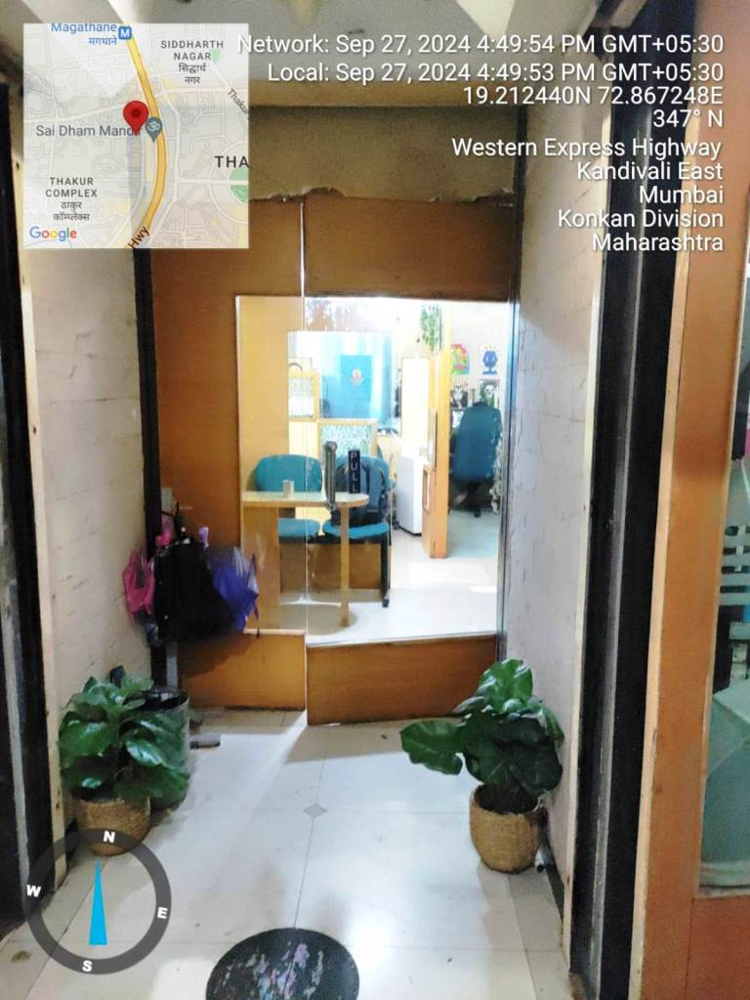 Magathane M
मागथाने
SIDDHARTH
NAGAR
सिद्धार्थ
नगर
Sai Dham Mandir
THA
THAKUR
COMPLEX
ठाकुर
कॉम्प्लेक्स
Google
Hwy
Network: Sep 27, 2024 4:49:54 PM GMT+05:30
Local: Sep 27, 2024 4:49:53 PM GMT+05:30
19.212440N 72.867248E
347° N
Western Express Highway
Kandivali East
Mumbai
Konkan Division
Maharashtra
PULL
N
W
E
S